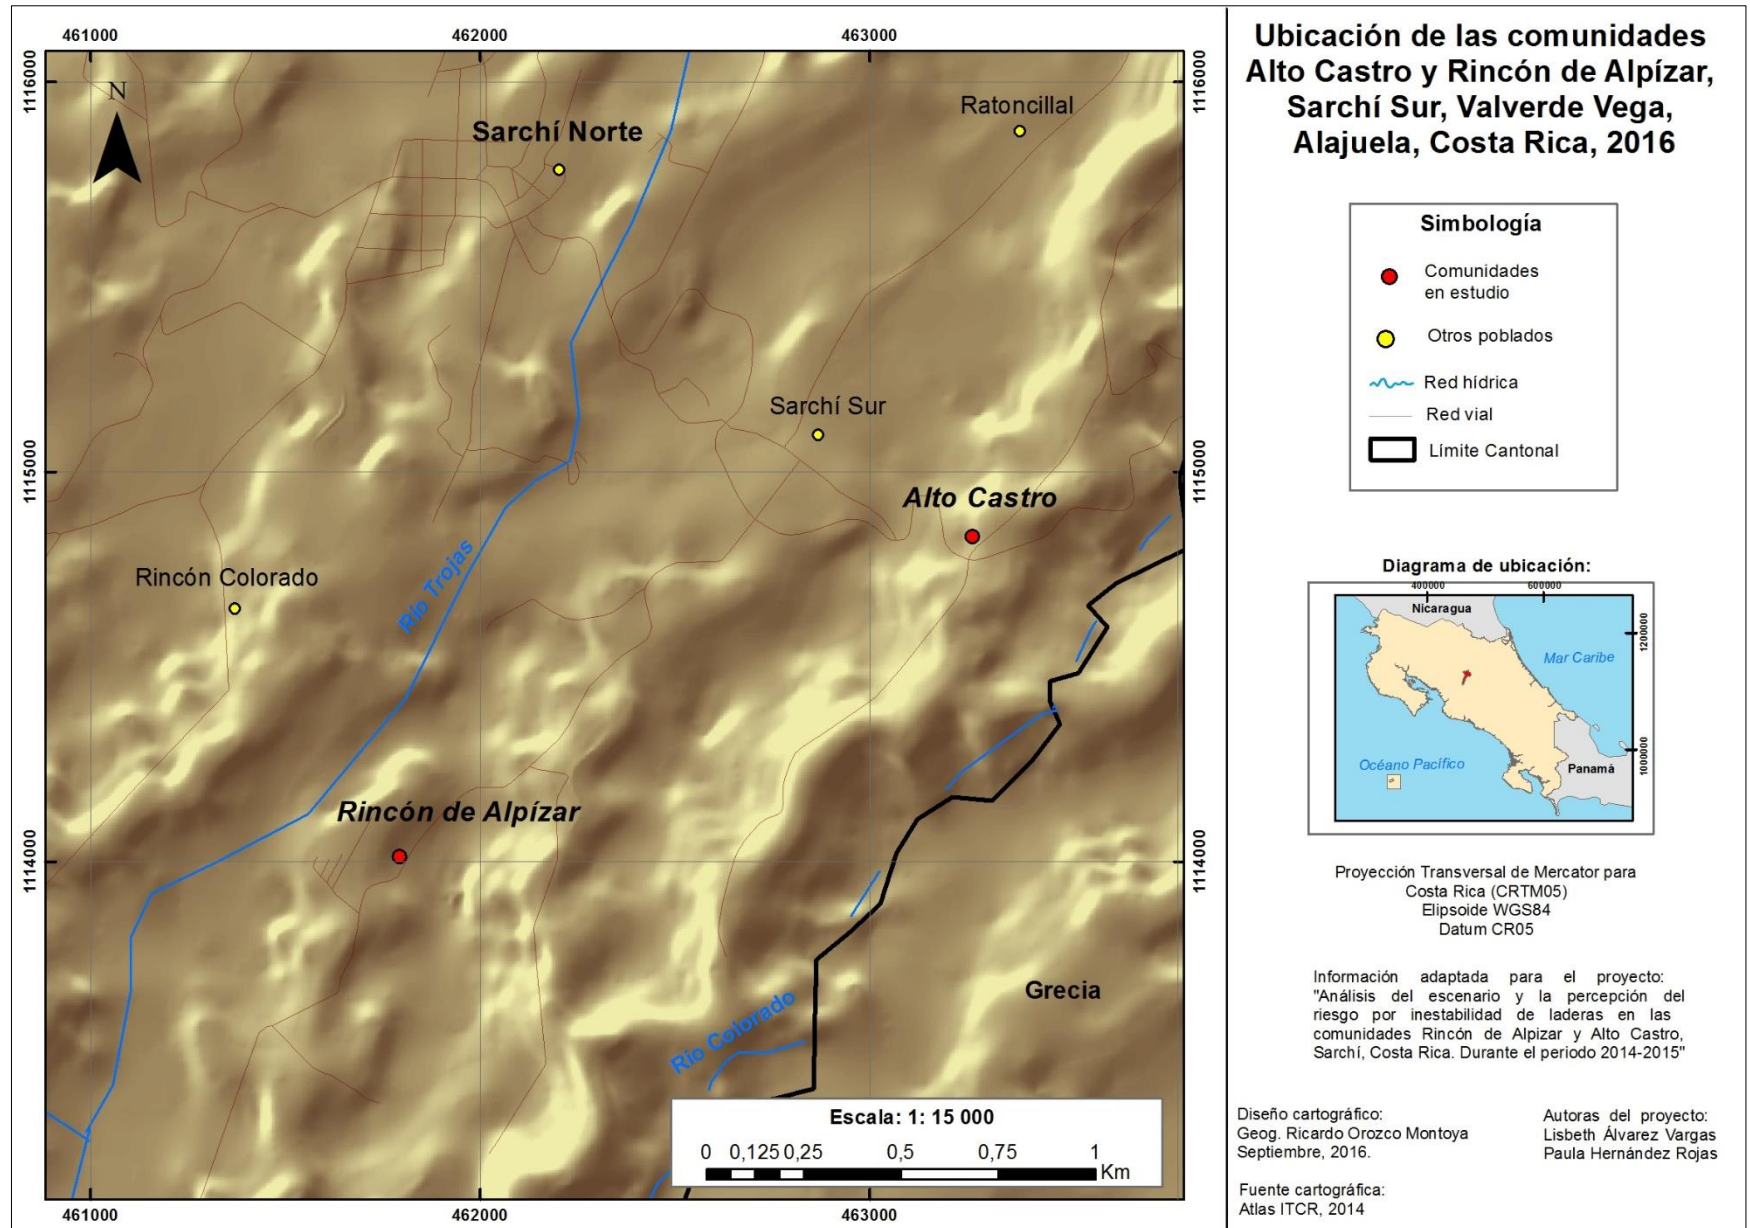 461000 462000 463000
1116000 1116000
N
Ratoncillal
Sarchí Norte
Sarchí Sur
1115000 1115000
Alto Castro
Río Trojas
Rincón Colorado
Rincón de Alpízar
1114000 1114000
Grecia
Río Colorado
Escala: 1: 15 000
0 0,125 0,25 0,5 0,75 1
Km
461000 462000 463000
Ubicación de las comunidades
Alto Castro y Rincón de Alpízar,
Sarchí Sur, Valverde Vega,
Alajuela, Costa Rica, 2016
Simbología
Comunidades
en estudio
Otros poblados
Red hídrica
Red vial
Límite Cantonal
Diagrama de ubicación:
400000 600000
Nicaragua
1200000
Mar Caribe
Océano Pacífico
1000000
Panamá
Proyección Transversal de Mercator para
Costa Rica (CRTM05)
Elipsoide WGS84
Datum CR05
Información adaptada para el proyecto:
"Análisis del escenario y la percepción del
riesgo por inestabilidad de laderas en las
comunidades Rincón de Alpizar y Alto Castro,
Sarchí, Costa Rica. Durante el periodo 2014-2015"
Diseño cartográfico:
Geog. Ricardo Orozco Montoya
Septiembre, 2016.
Autoras del proyecto:
Lisbeth Álvarez Vargas
Paula Hernández Rojas
Fuente cartográfica:
Atlas ITCR, 2014